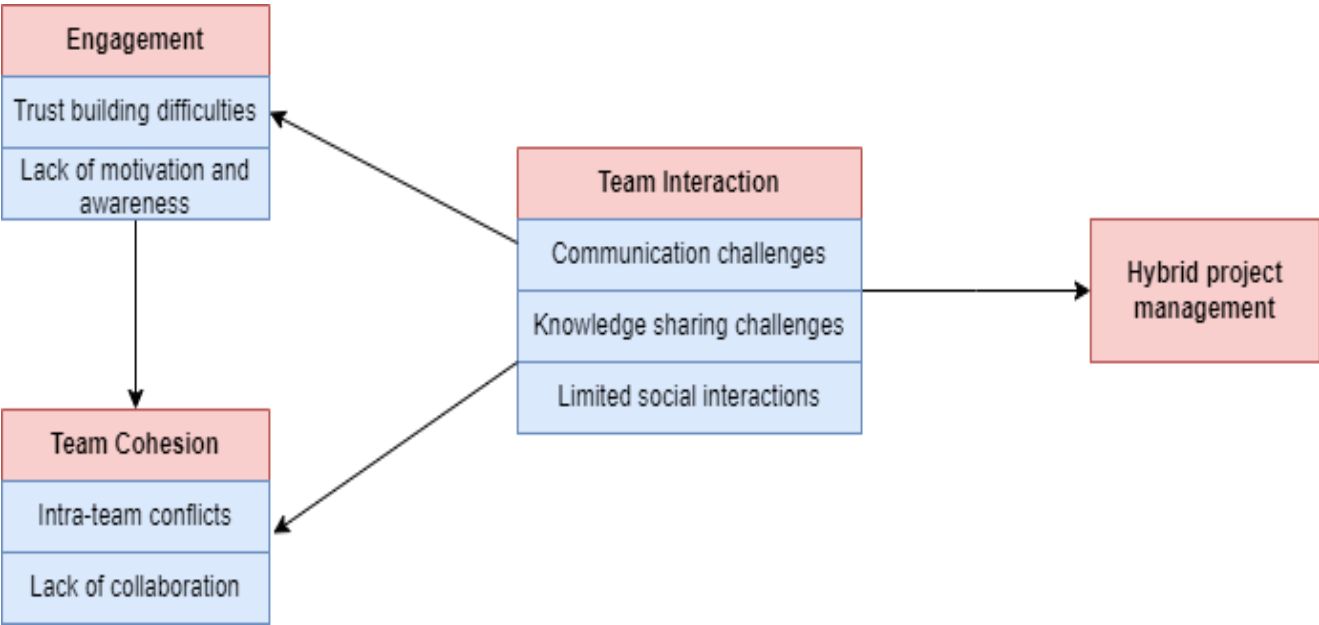 Engagement
Trust building difficulties
Lack of motivation and
awareness
Team Interaction
Communication challenges
Knowledge sharing challenges
Limited social interactions
Hybrid project
management
Team Cohesion
Intra-team conflicts
Lack of collaboration